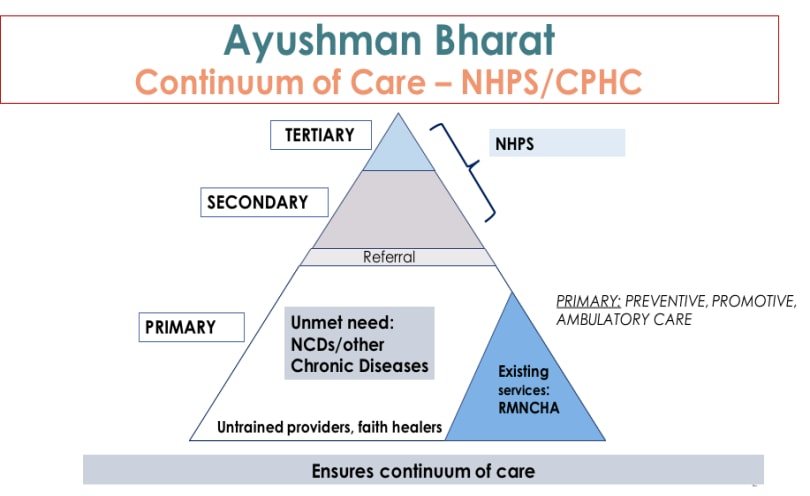 Ayushman Bharat
Continuum of Care – NHPS/CPHC
TERTIARY
NHPS
SECONDARY
Referral
PRIMARY: PREVENTIVE, PROMOTIVE,
AMBULATORY CARE
PRIMARY
Unmet need:
NCDs/other
Chronic Diseases
Existing
services:
RMNCHA
Untrained providers, faith healers
Ensures continuum of care